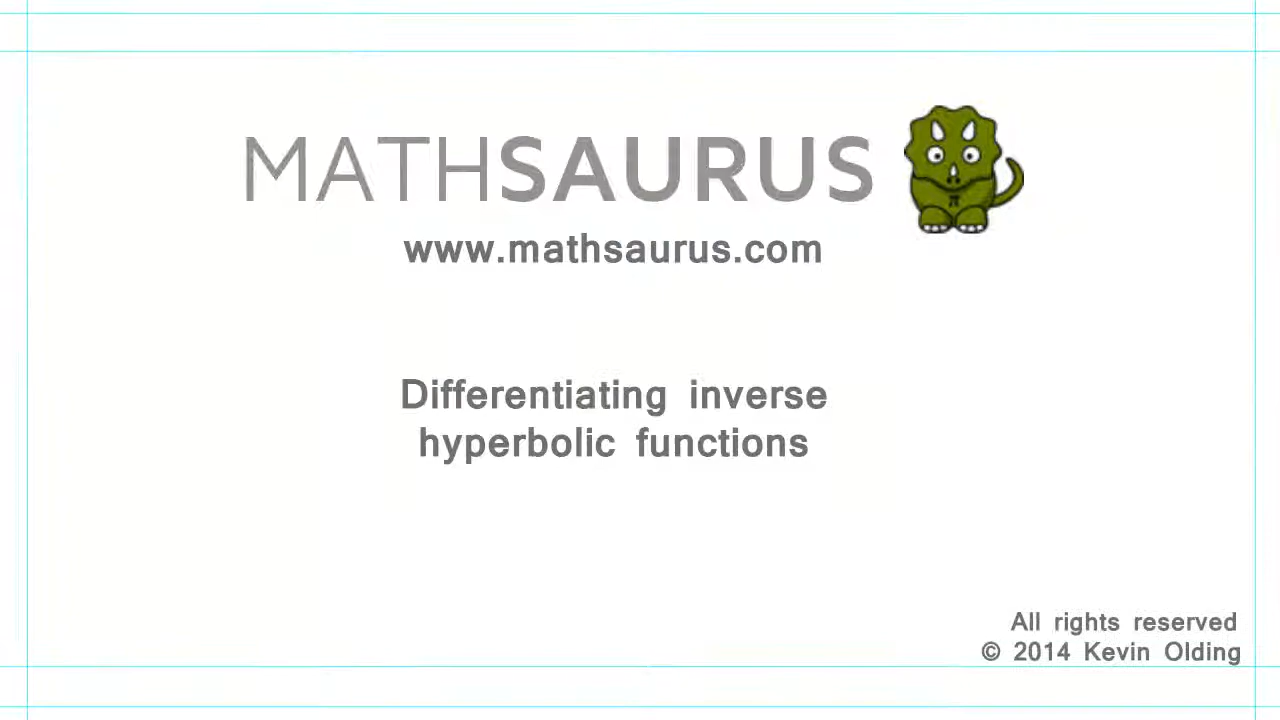 MATHSAURUS
www.mathsaurus.com
π
Differentiating inverse
hyperbolic functions
All rights reserved
© 2014 Kevin Olding